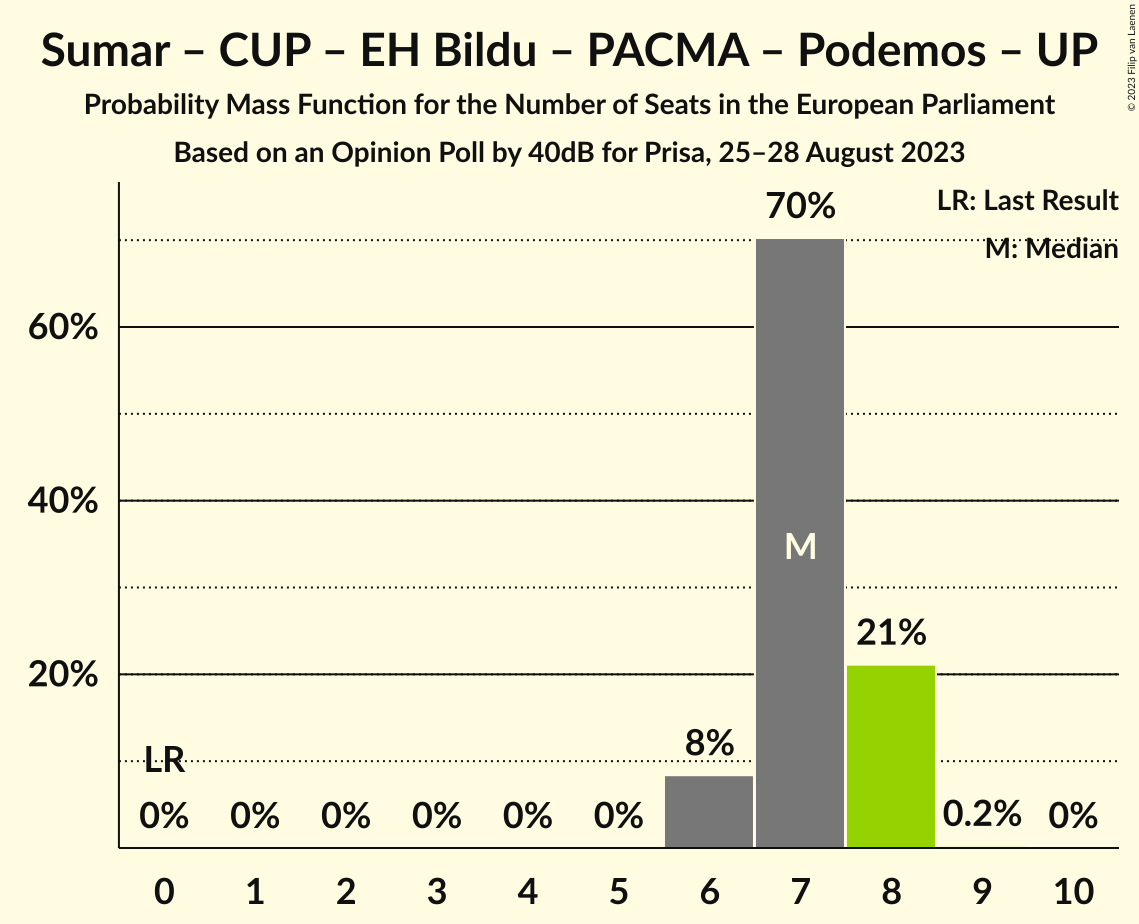 Sumar – CUP – EH Bildu – PACMA – Podemos – UP
Probability Mass Function for the Number of Seats in the European Parliament
Based on an Opinion Poll by 40dB for Prisa, 25–28 August 2023
© 2023 Filip van Laenen
LR: Last Result
M: Median
70%
60%
40%
M
21%
20%
8%
LR
0% 0% 0% 0% 0% 0% 0.2% 0%
0 1 2 3 4 5 6 7 8 9 10